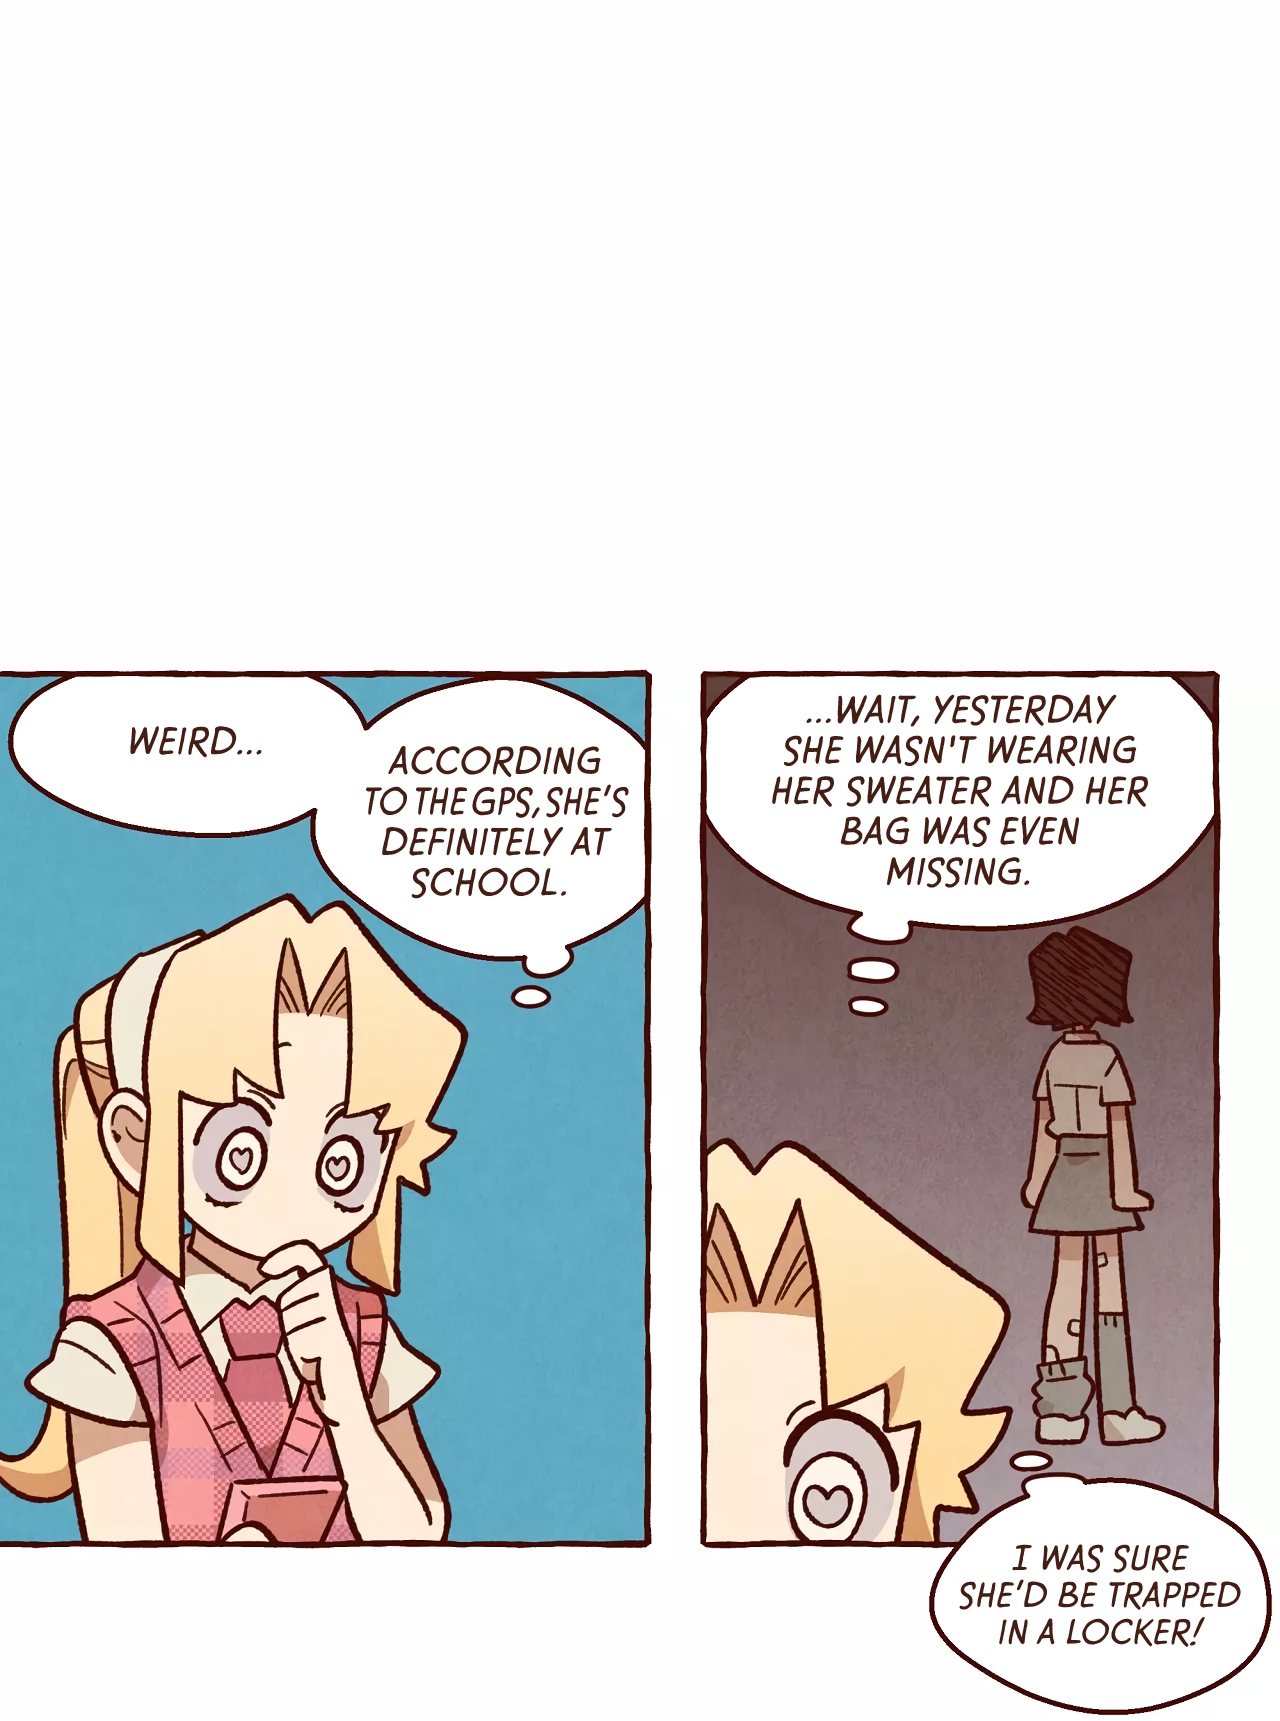 WEIRD...
ACCORDING
TO THE GPS, SHE'S
DEFINITELY AT
SCHOOL.
...WAIT, YESTERDAY
SHE WASN'T WEARING
HER SWEATER AND HER
BAG WAS EVEN
MISSING.
I WAS SURE
SHE'D BE TRAPPED
IN A LOCKER!